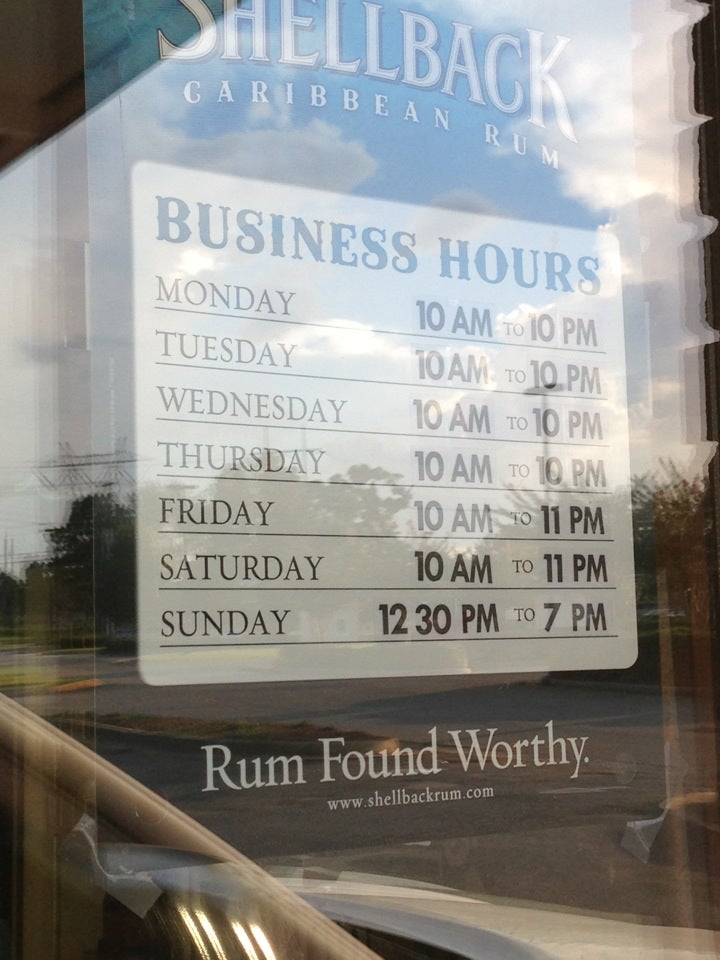 SHELLBACK
CARIBBEAN RUM
BUSINESS HOURS
MONDAY 10 AM TO 10 PM
TUESDAY 10 AM TO 10 PM
WEDNESDAY 10 AM TO 10 PM
THURSDAY 10 AM TO 10 PM
FRIDAY 10 AM TO 11 PM
SATURDAY 10 AM TO 11 PM
SUNDAY 12 30 PM TO 7 PM
Rum Found Worthy.
www.shellbackrum.com